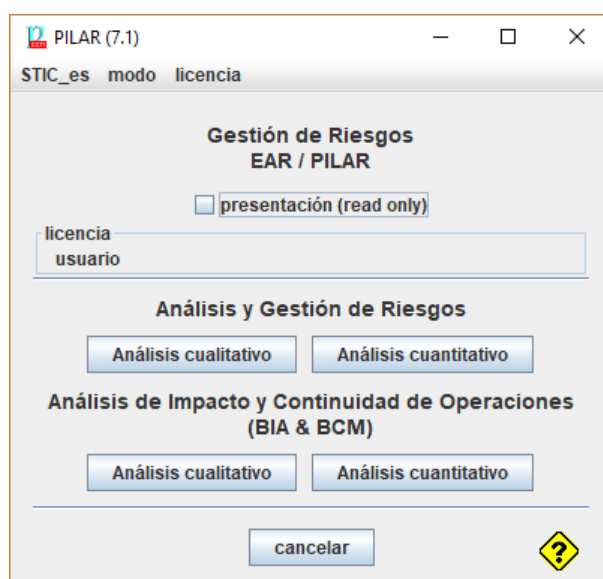 PILAR (7.1)
STIC_es modo licencia
Gestión de Riesgos
EAR / PILAR
presentación (read only)
licencia
usuario
Análisis y Gestión de Riesgos
Análisis cualitativo Análisis cuantitativo
Análisis de Impacto y Continuidad de Operaciones
(BIA & BCM)
Análisis cualitativo Análisis cuantitativo
cancelar
?